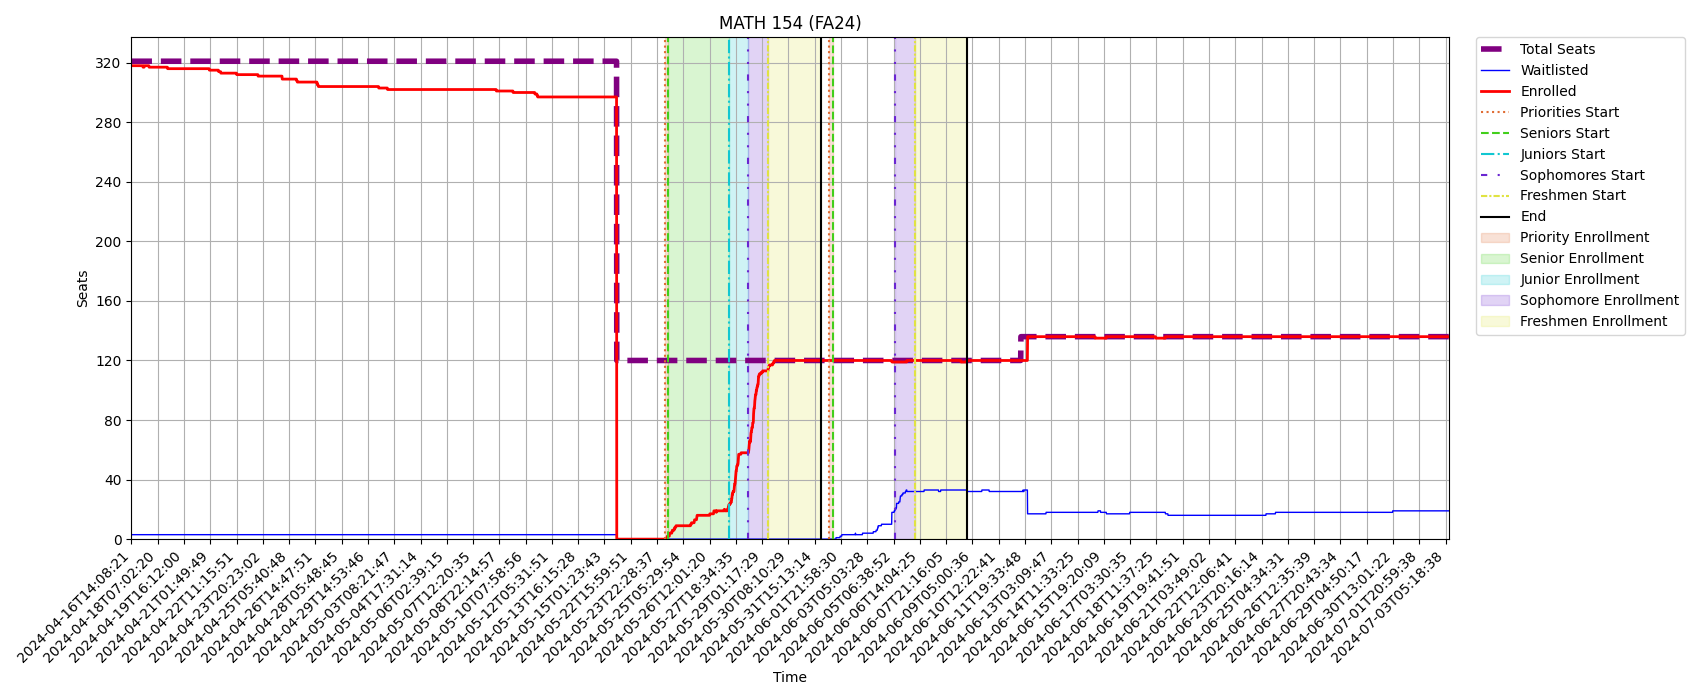 MATH 154 (FA24)
Seats
320
280
240
200
160
120
80
40
0
2024-04-16T14:08:21
2024-04-18T07:02:20
2024-04-19T16:12:00
2024-04-21T01:49:49
2024-04-22T11:15:51
2024-04-23T20:23:02
2024-04-25T05:40:48
2024-04-26T14:47:51
2024-04-28T05:48:45
2024-04-29T14:53:46
2024-05-03T08:21:47
2024-05-04T17:31:14
2024-05-06T02:39:15
2024-05-07T12:20:35
2024-05-08T22:14:57
2024-05-10T07:58:56
2024-05-12T05:31:51
2024-05-13T16:15:28
2024-05-15T01:23:43
2024-05-22T15:59:51
2024-05-23T22:28:37
2024-05-25T05:29:54
2024-05-26T12:01:20
2024-05-27T18:34:35
2024-05-29T01:17:29
2024-05-30T08:10:29
2024-05-31T15:13:14
2024-06-01T21:58:30
2024-06-03T05:03:28
2024-06-05T06:38:52
2024-06-06T14:04:25
2024-06-07T21:16:05
2024-06-09T05:00:36
2024-06-10T12:22:41
2024-06-11T19:33:48
2024-06-13T03:09:47
2024-06-14T11:33:25
2024-06-15T19:20:09
2024-06-17T03:30:35
2024-06-18T11:37:25
2024-06-19T19:41:51
2024-06-21T03:49:02
2024-06-22T12:06:41
2024-06-23T20:16:14
2024-06-25T04:34:31
2024-06-26T12:35:39
2024-06-27T20:43:34
2024-06-29T04:50:17
2024-06-30T13:01:22
2024-07-01T20:59:38
2024-07-03T05:18:38
Time
Total Seats
Waitlisted
Enrolled
Priorities Start
Seniors Start
Juniors Start
Sophomores Start
Freshmen Start
End
Priority Enrollment
Senior Enrollment
Junior Enrollment
Sophomore Enrollment
Freshmen Enrollment